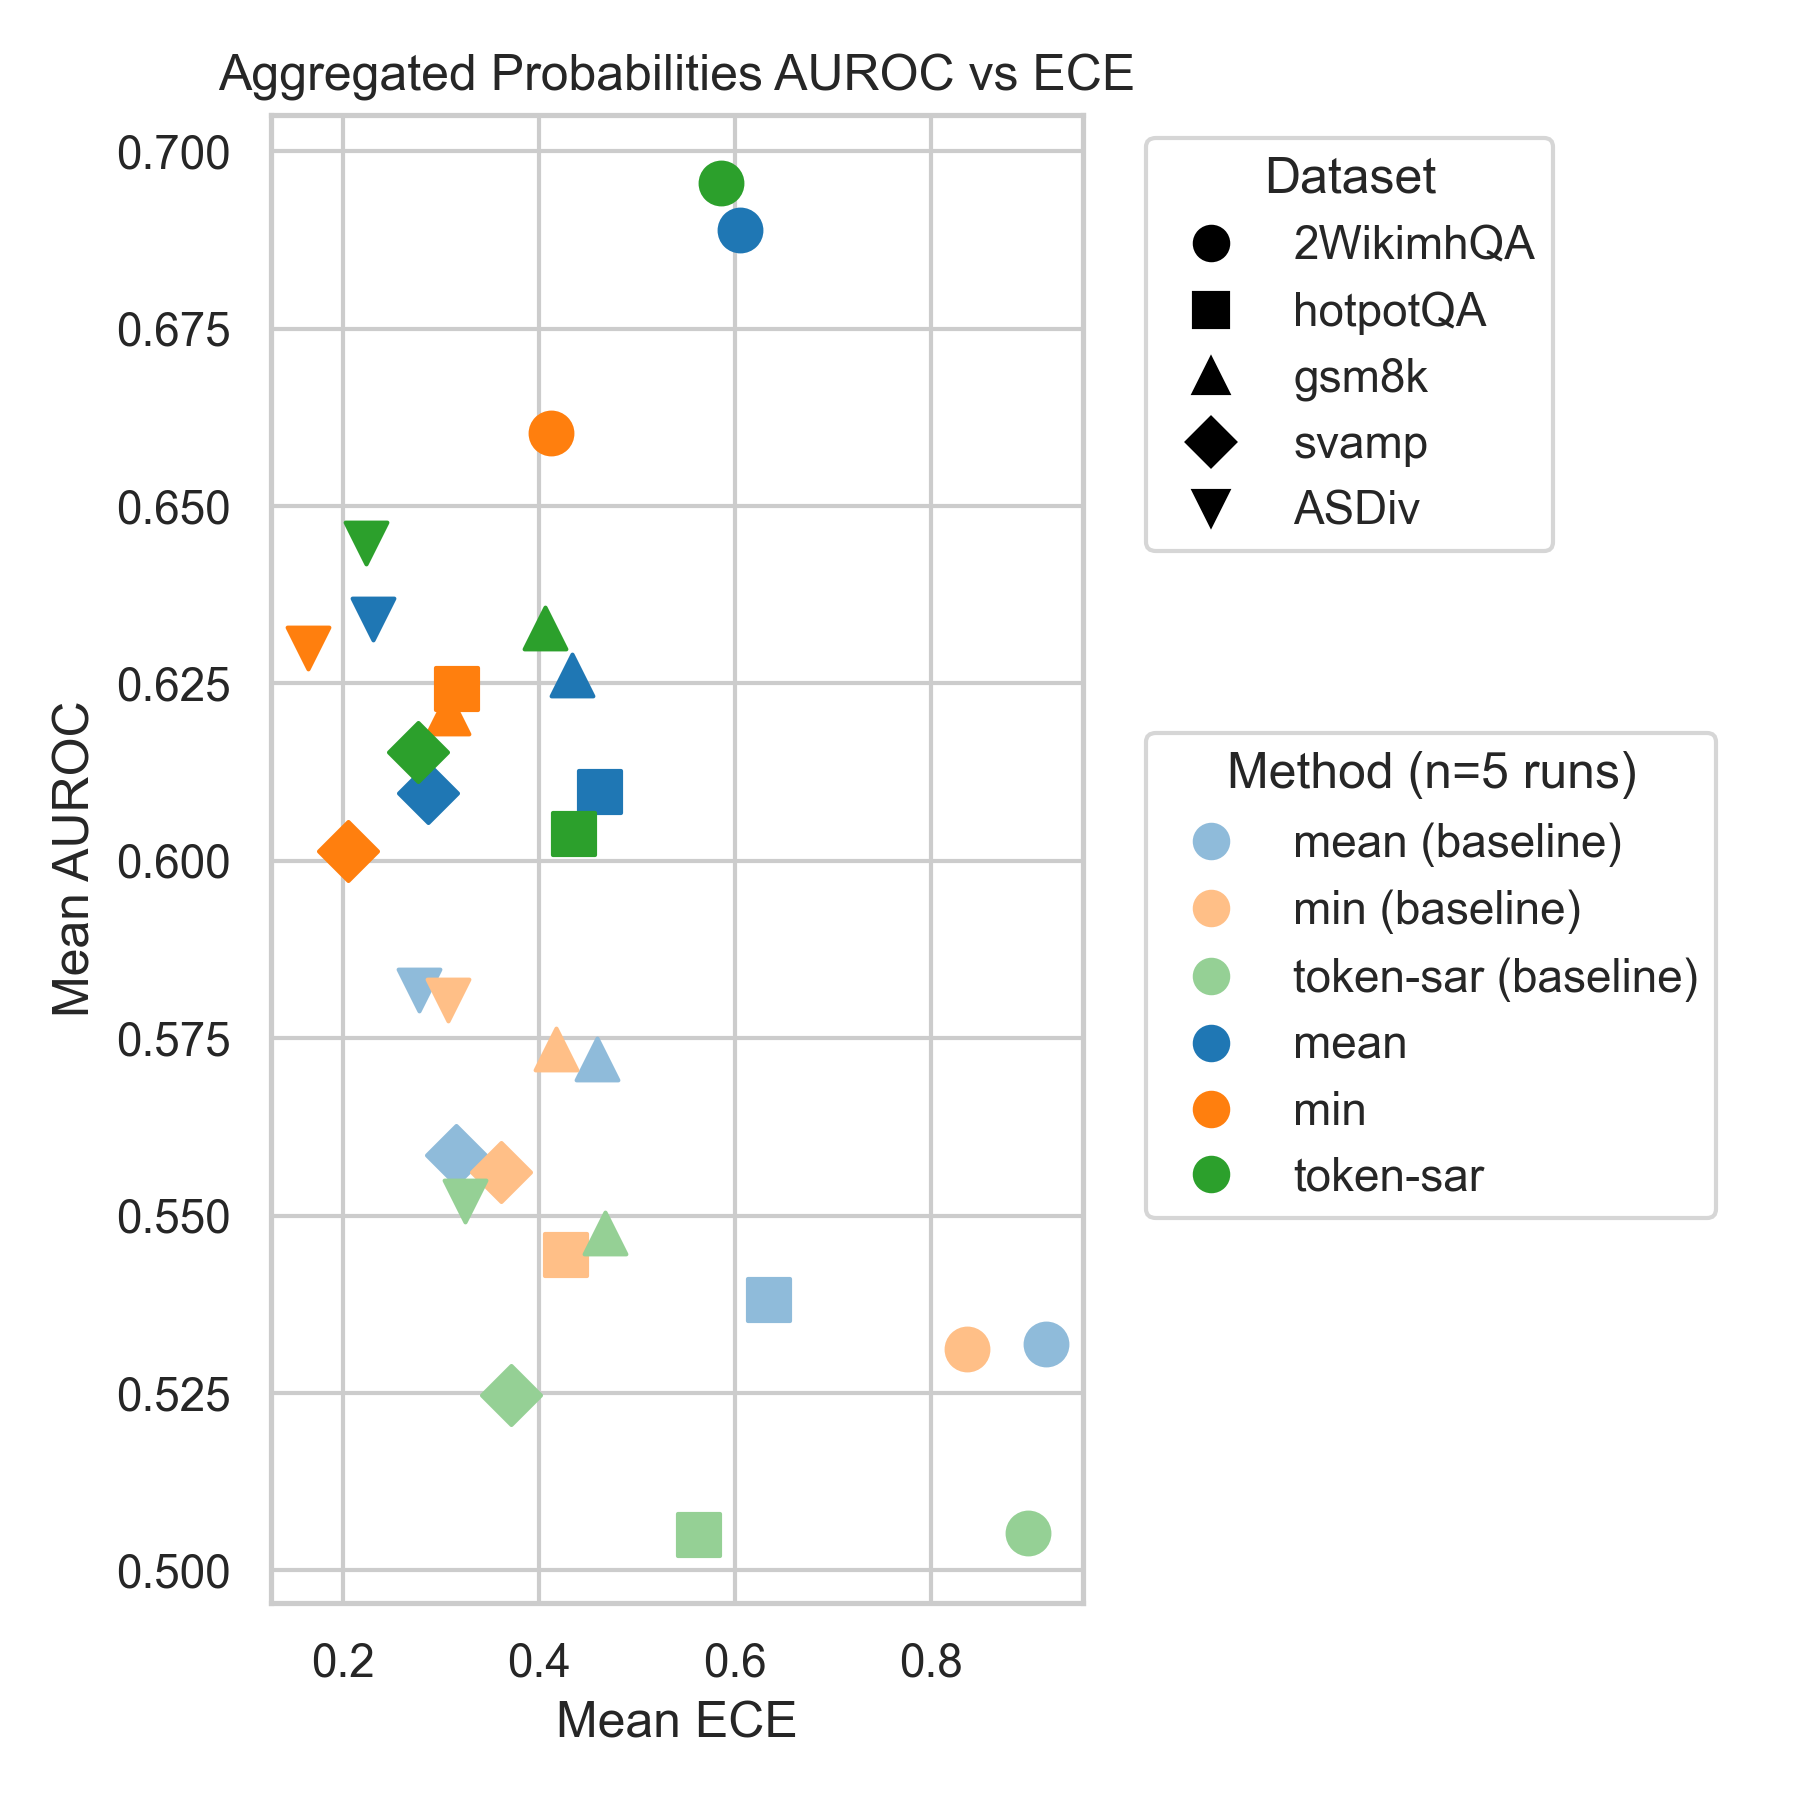 Aggregated Probabilities AUROC vs ECE
0.700
0.675
0.650
0.625
0.600
0.575
0.550
0.525
0.500
Mean AUROC
0.2
0.4
0.6
0.8
Mean ECE
Dataset
2WikimhQA
hotpotQA
gsm8k
svamp
ASDiv
Method (n=5 runs)
mean (baseline)
min (baseline)
token-sar (baseline)
mean
min
token-sar